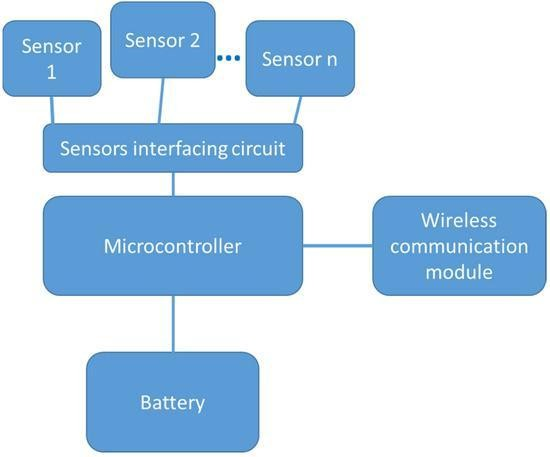 Sensor
1
Sensor 2
Sensor n
Sensors interfacing circuit
Microcontroller
Wireless
communication
module
Battery